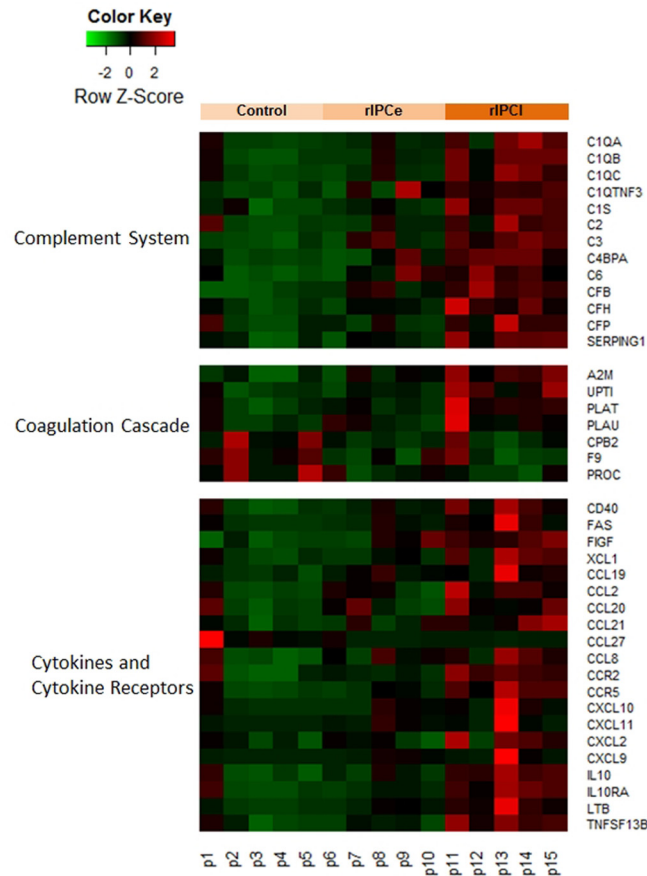 Color Key
-2 0 2
Row Z-Score
Control rIPCe rIPCl
Complement System
C1QA
C1QB
C1QC
C1QTNF3
C1S
C2
C3
C4BPA
C6
CFB
CFH
CFP
SERPING1
Coagulation Cascade
A2M
UPTI
PLAT
PLAU
CPB2
F9
PROC
Cytokines and
Cytokine Receptors
CD40
FAS
FIGF
XCL1
CCL19
CCL2
CCL20
CCL21
CCL27
CCL8
CCR2
CCR5
CXCL10
CXCL11
CXCL2
CXCL9
IL10
IL10RA
LTB
TNFSF13B
p1 p2 p3 p4 p5 p6 p7 p8 p9 p10 p11 p12 p13 p14 p15